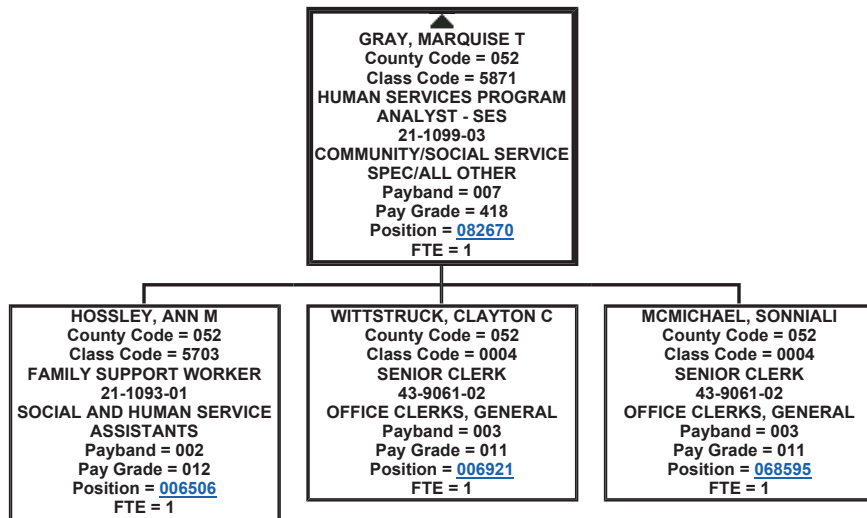 GRAY, MARQUISE T
County Code = 052
Class Code = 5871
HUMAN SERVICES PROGRAM
ANALYST - SES
21-1099-03
COMMUNITY/SOCIAL SERVICE
SPEC/ALL OTHER
Payband = 007
Pay Grade = 418
Position = 082670
FTE = 1
HOSSLEY, ANN M
County Code = 052
Class Code = 5703
FAMILY SUPPORT WORKER
21-1093-01
SOCIAL AND HUMAN SERVICE
ASSISTANTS
Payband = 002
Pay Grade = 012
Position = 006506
FTE = 1
WITTSTRUCK, CLAYTON C
County Code = 052
Class Code = 0004
SENIOR CLERK
43-9061-02
OFFICE CLERKS, GENERAL
Payband = 003
Pay Grade = 011
Position = 006921
FTE = 1
MCMICHAEL, SONNIALI
County Code = 052
Class Code = 0004
SENIOR CLERK
43-9061-02
OFFICE CLERKS, GENERAL
Payband = 003
Pay Grade = 011
Position = 068595
FTE = 1